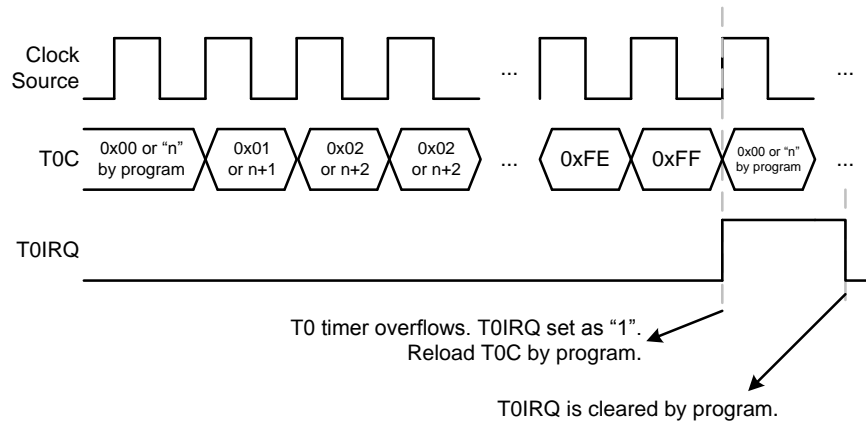 Clock
Source
...
...
T0C
0x00 or “n”
by program
0x01
or n+1
0x02
or n+2
0x02
or n+2
...
0xFE
0xFF
0x00 or “n”
by program
...
T0IRQ
...
T0 timer overflows. T0IRQ set as “1”.
Reload T0C by program.
T0IRQ is cleared by program.